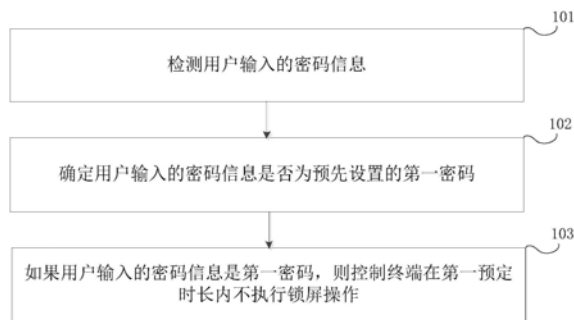 101
检测用户输入的密码信息
102
确定用户输入的密码信息是否为预先设置的第一密码
103
如果用户输入的密码信息是第一密码，则控制终端在第一预定
时长内不执行锁屏操作